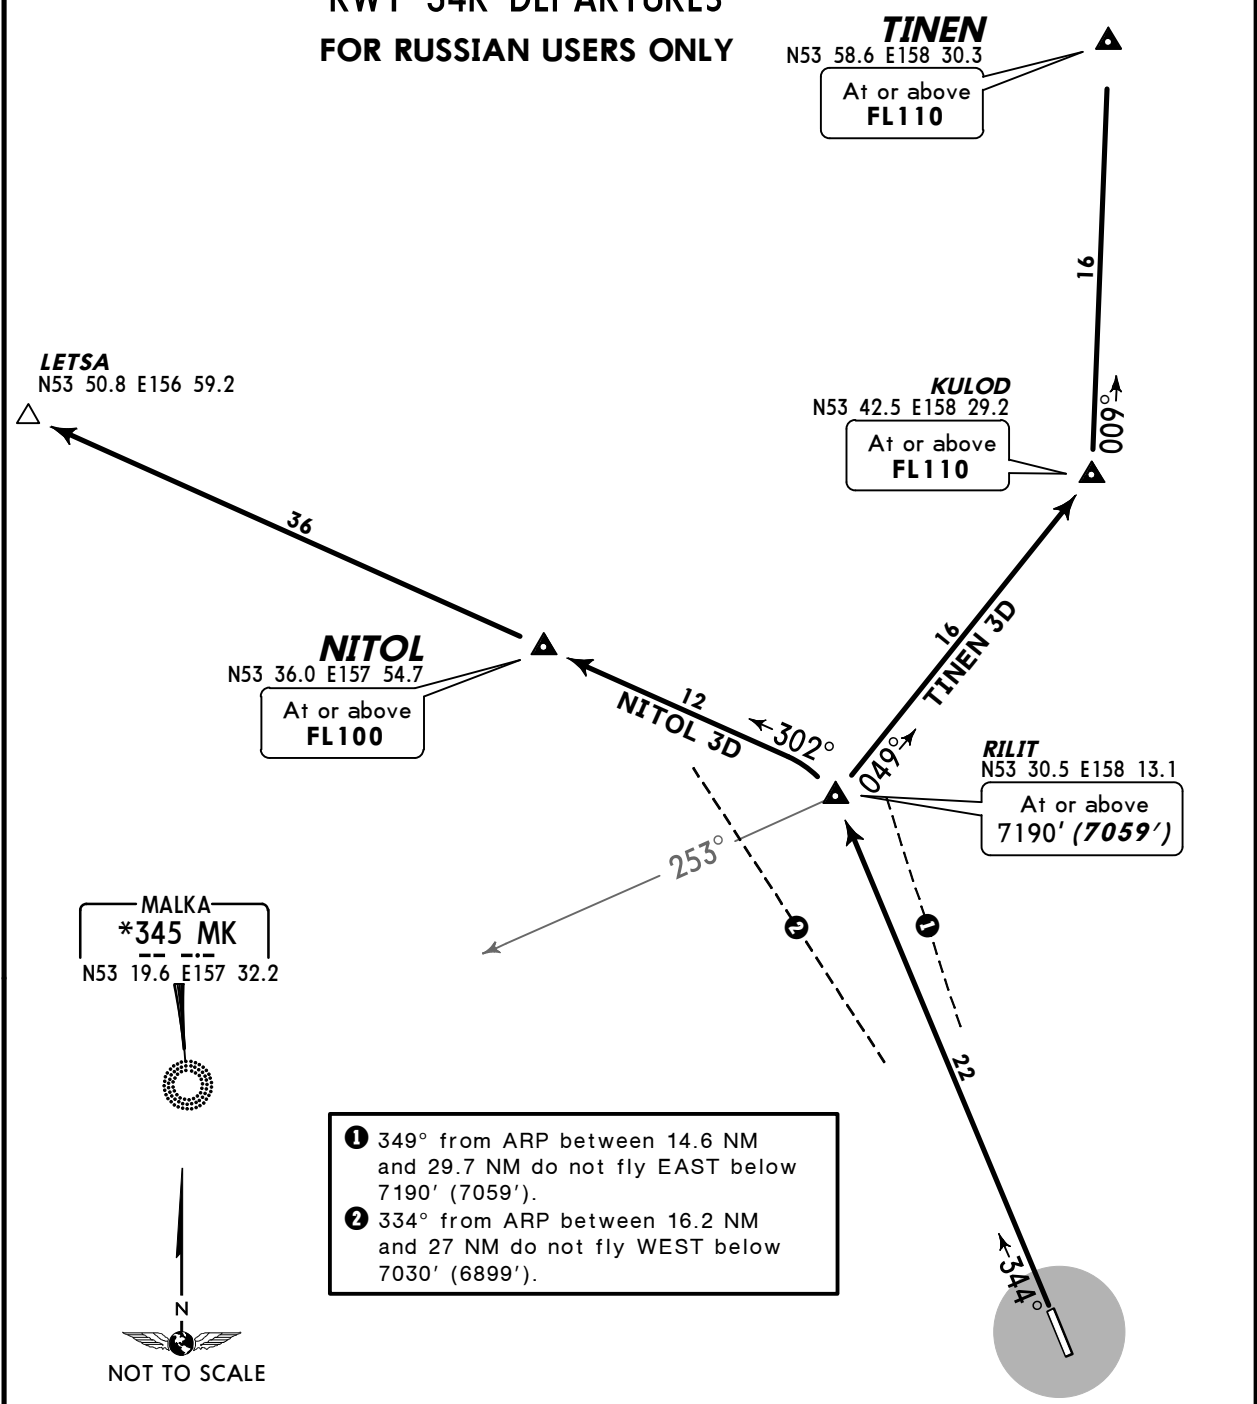 RWY 34R DEPARTURES
FOR RUSSIAN USERS ONLY
TINEN
N53 58.6 E158 30.3
At or above
FL110
16
009°
LETSA
N53 50.8 E156 59.2
36
KULOD
N53 42.5 E158 29.2
At or above
FL110
16
TINEN 3D
049°
NITOL
N53 36.0 E157 54.7
At or above
FL100
12
NITOL 3D
302°
RILIT
N53 30.5 E158 13.1
At or above
7190' (7059')
253°
2
1
MALKA
*345 MK
N53 19.6 E157 32.2
22
344°
1 349° from ARP between 14.6 NM
and 29.7 NM do not fly EAST below
7190' (7059').
2 334° from ARP between 16.2 NM
and 27 NM do not fly WEST below
7030' (6899').
N
NOT TO SCALE